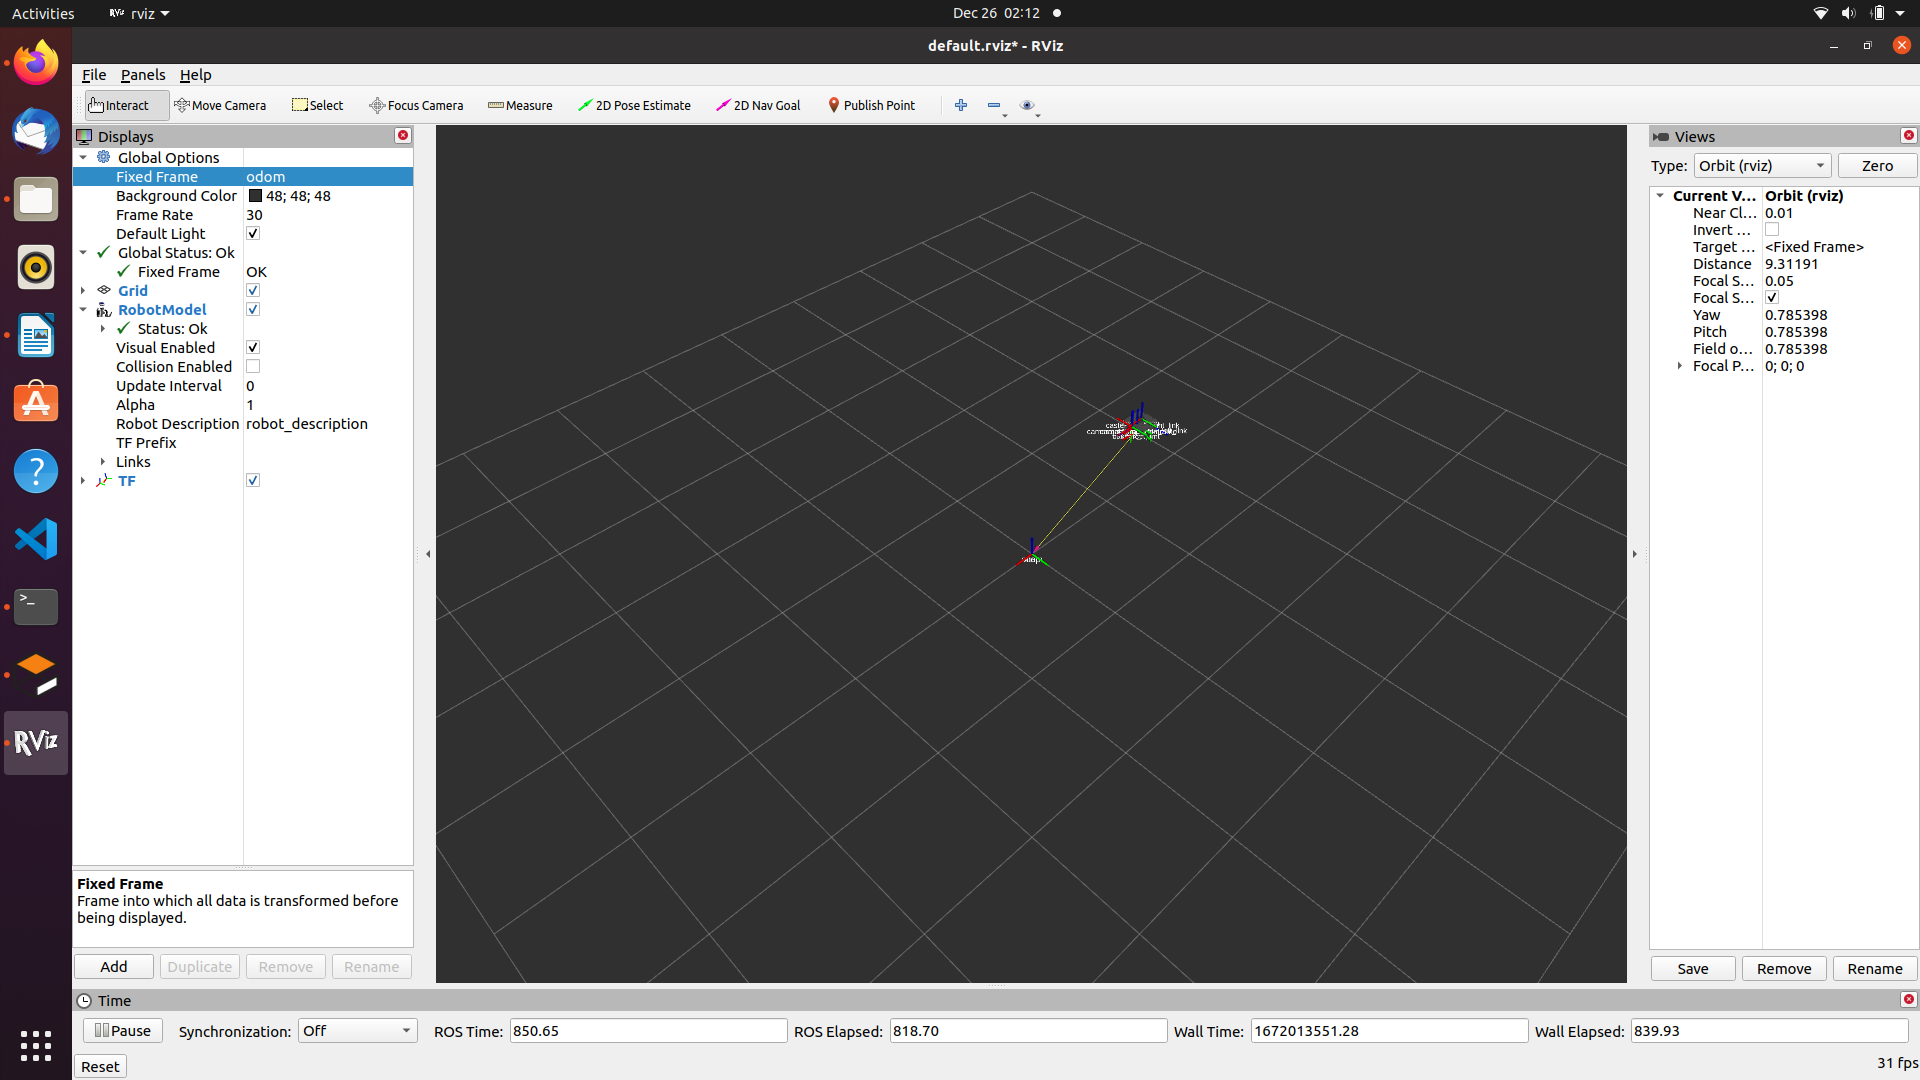 Activities
rviz
Dec 26 02:12
default.rviz* - RViz
File Panels Help
Interact Move Camera Select Focus Camera Measure 2D Pose Estimate 2D Nav Goal Publish Point
Displays
Global Options
Fixed Frame odom
Background Color 48; 48; 48
Frame Rate 30
Default Light
Global Status: Ok
Fixed Frame OK
Grid
RobotModel
Status: Ok
Visual Enabled
Collision Enabled
Update Interval 0
Alpha 1
Robot Description robot_description
TF Prefix
Links
TF
Fixed Frame
Frame into which all data is transformed before
being displayed.
Add Duplicate Remove Rename
RViz
Views
Type: Orbit (rviz) Zero
Current V... Orbit (rviz)
Near Cl... 0.01
Invert ...
Target ... <Fixed Frame>
Distance 9.31191
Focal S... 0.05
Focal S...
Yaw 0.785398
Pitch 0.785398
Field o... 0.785398
Focal P... 0; 0; 0
Save Remove Rename
Time
Pause Synchronization: Off ROS Time: 850.65 ROS Elapsed: 818.70 Wall Time: 1672013551.28 Wall Elapsed: 839.93
Reset
31 fps